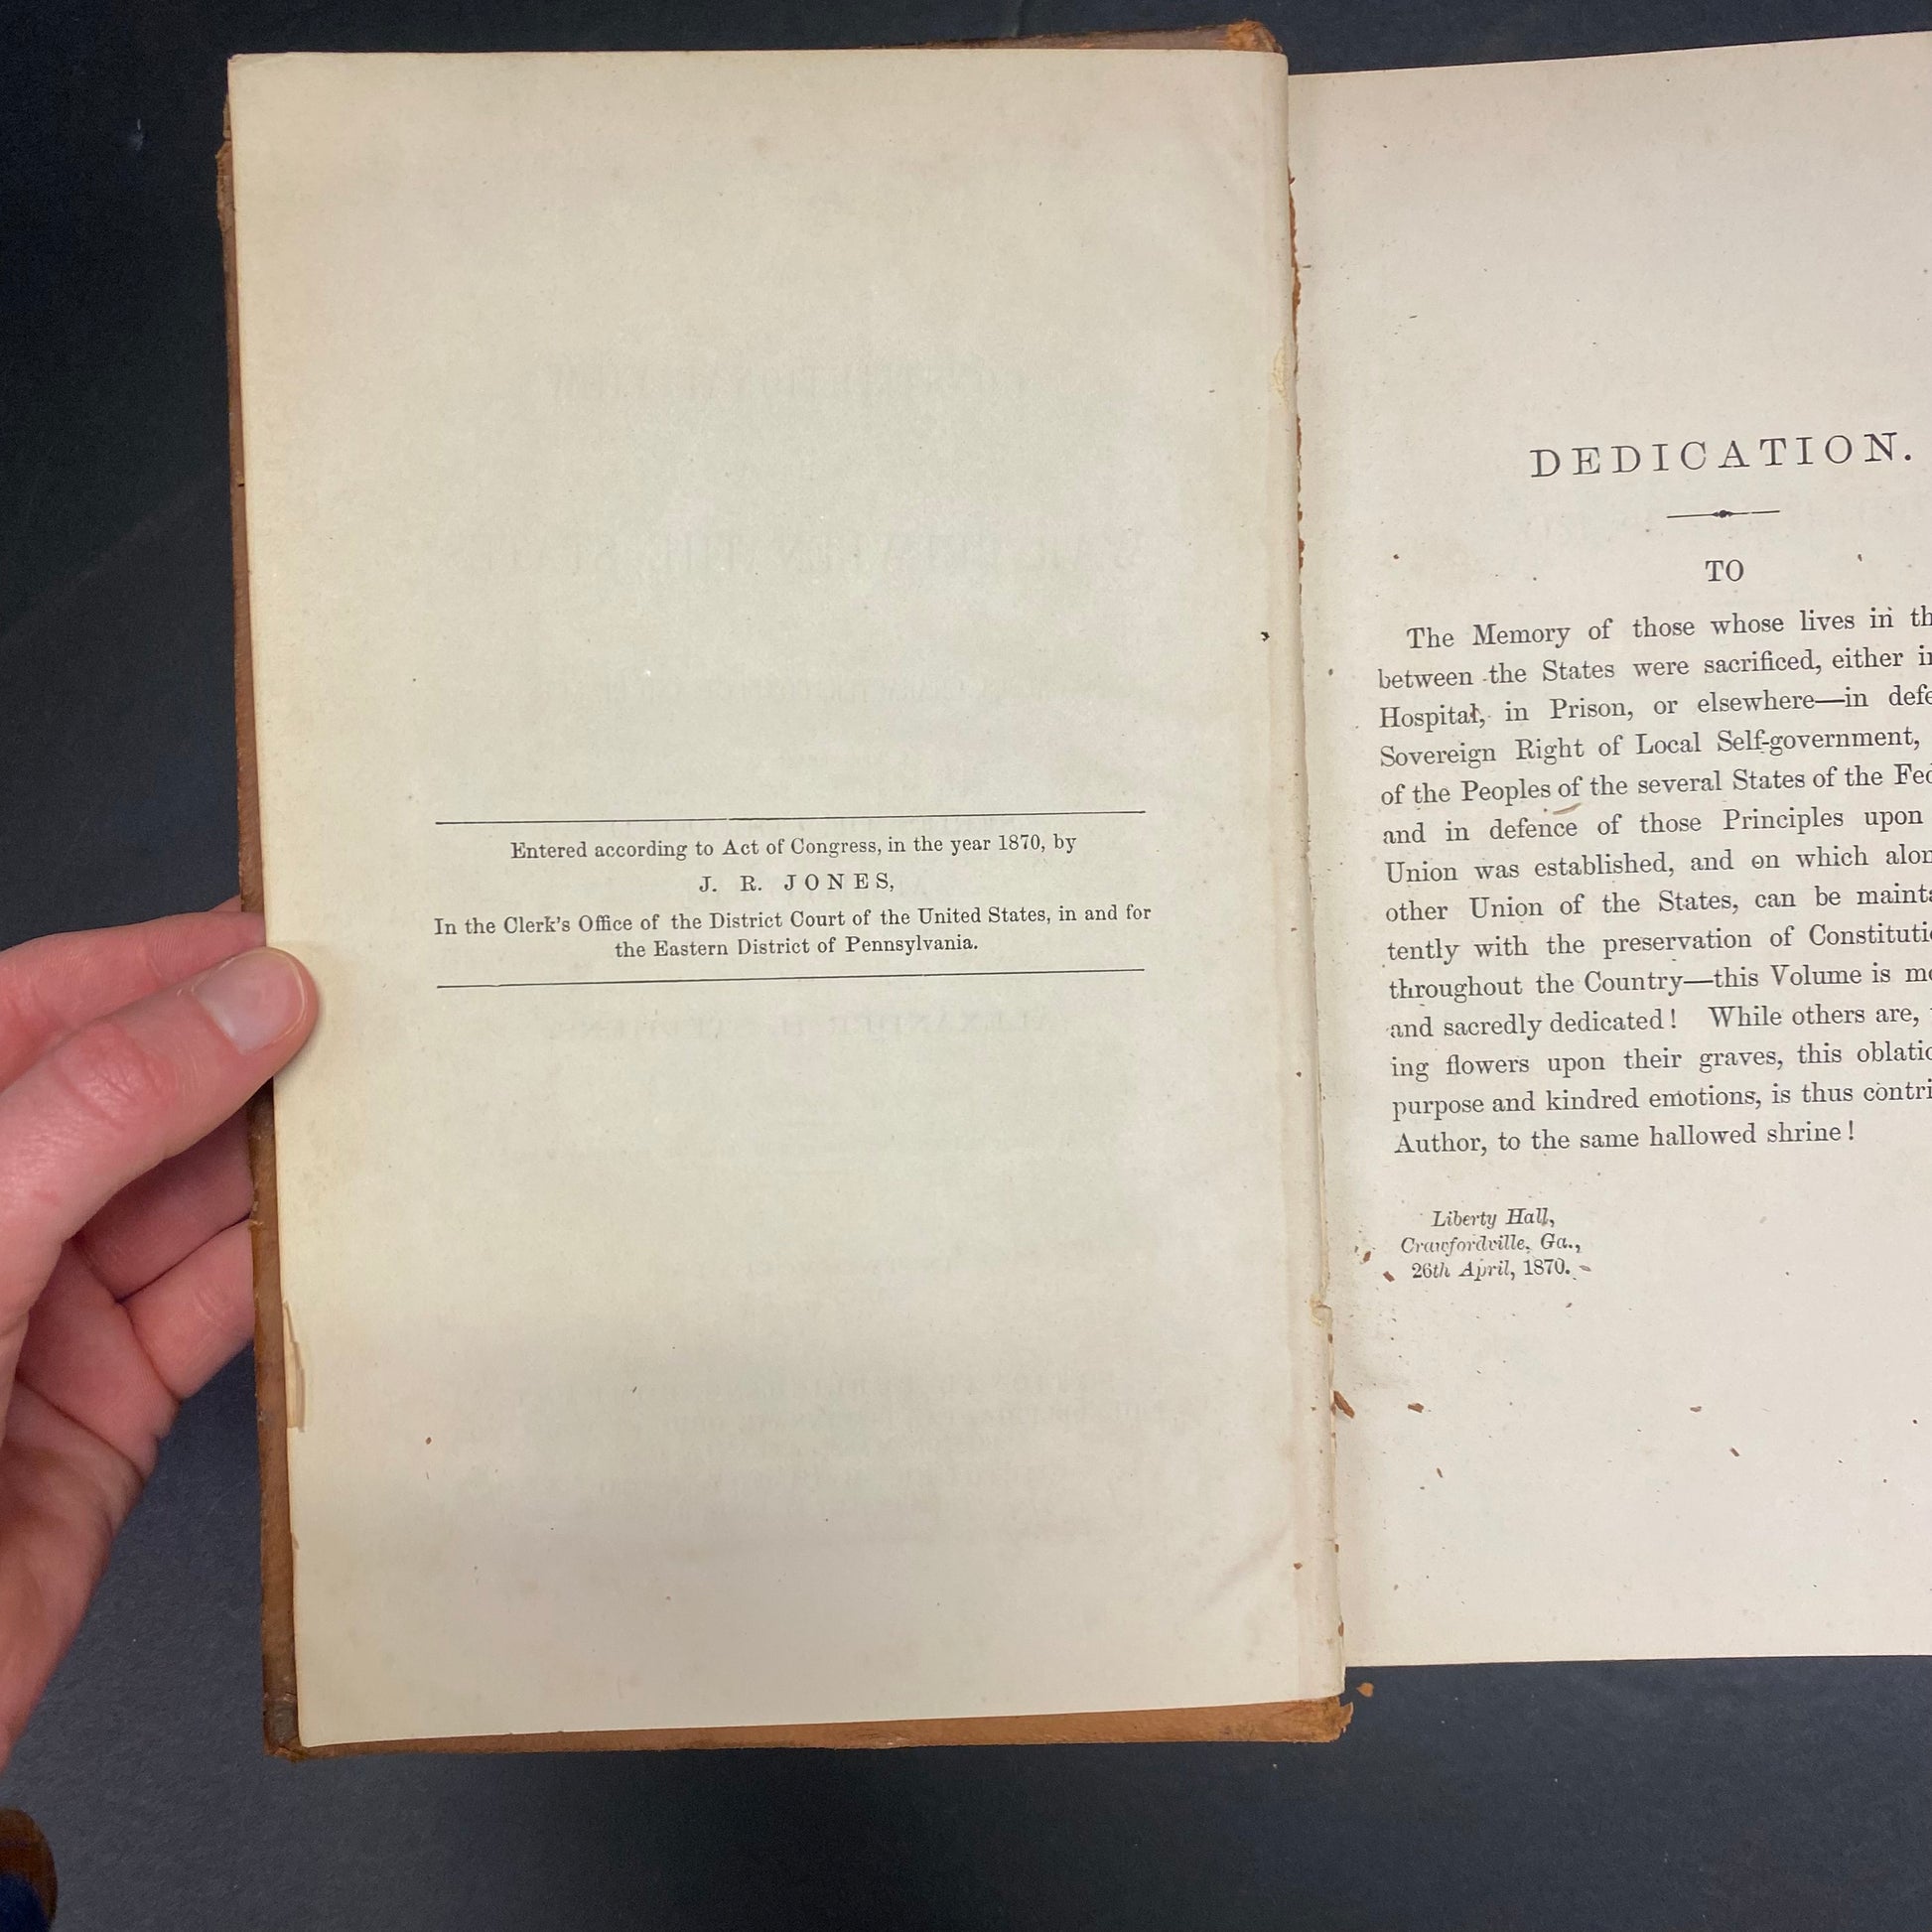 Entered according to Act of Congress, in the year 1870, by
J. R. JONES,
In the Clerk's Office of the District Court of the United States, in and for
the Eastern District of Pennsylvania.
DEDICATION.
TO
The Memory of those whose lives in
between the States were sacrificed, either
Hospital, in Prison, or elsewhere—in
Sovereign Right of Local Self-government,
of the Peoples of the several States of the
and in defence of those Principles upon
Union was established, and on which
other Union of the States, can be
tently with the preservation of
throughout the Country—this Volume is
and sacredly dedicated! While others are,
ing flowers upon their graves, this
purpose and kindred emotions, is thus
Author, to the same hallowed shrine!
Liberty Hall,
Crawfordville, Ga.,
26th April, 1870.